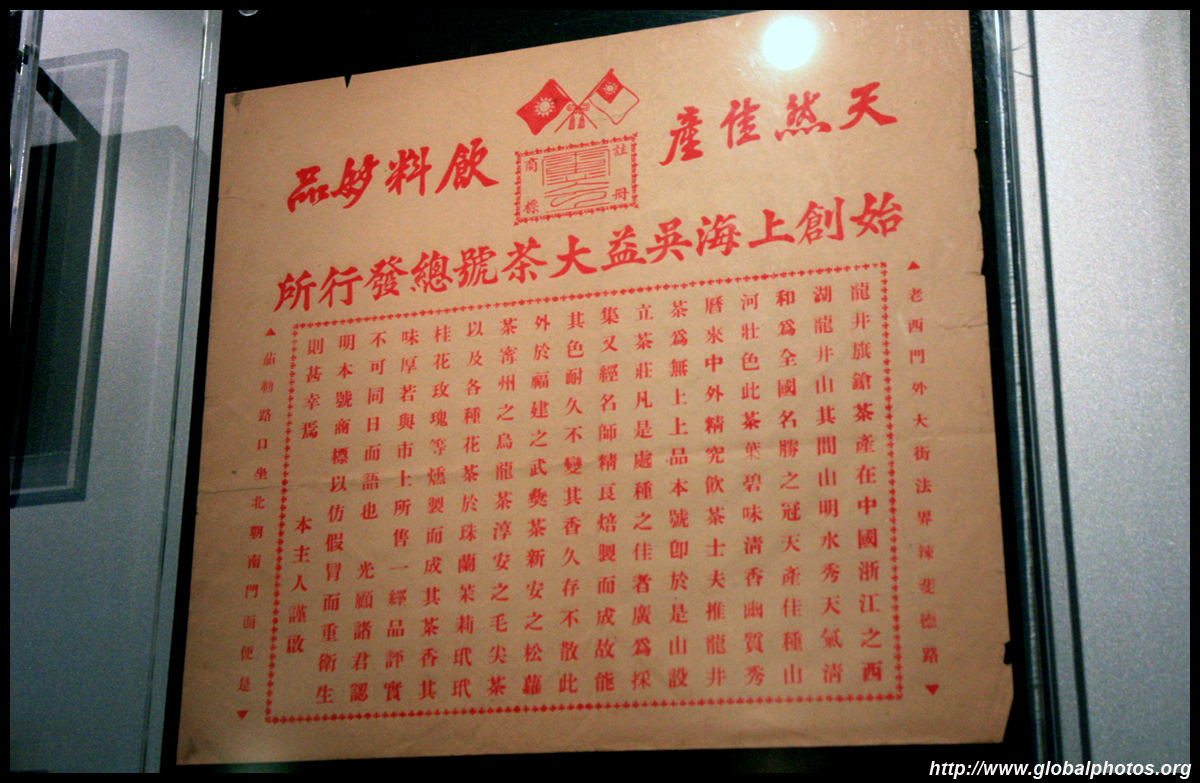 天然佳產
飲料妙品
註冊
商標
始創上海吳益大茶號總發行所
▲老西門外大街法界辣斐德路▼
龍井旗鎗茶產在中國浙江之西
湖龍井山其間山明水秀天氣清
和為全國名勝之冠天產佳種山
河壯色此茶葉碧味清香幽質秀
曆來中外精究飲茶士夫推龍井
茶為無上上品本號卽於是山設
立茶莊凡是處種之佳者廣為採
集又經名師精良焙製而成故能
其色耐久不變其香久存不散此
外於福建之武彝茶新安之松蘿
茶甯州之烏龍茶淳安之毛尖茶
以及各種花茶於珠蘭茉莉玳玳
桂花玫瑰等燻製而成其茶香其
味厚若與市上所售一經品評實
不可同日而語也 光顧諸君認
明本號商標以仿假冒而重衛生
則甚幸焉 本主人謹啟
▲茄勒路口坐北朝南門面便是▼
http://www.globalphotos.org